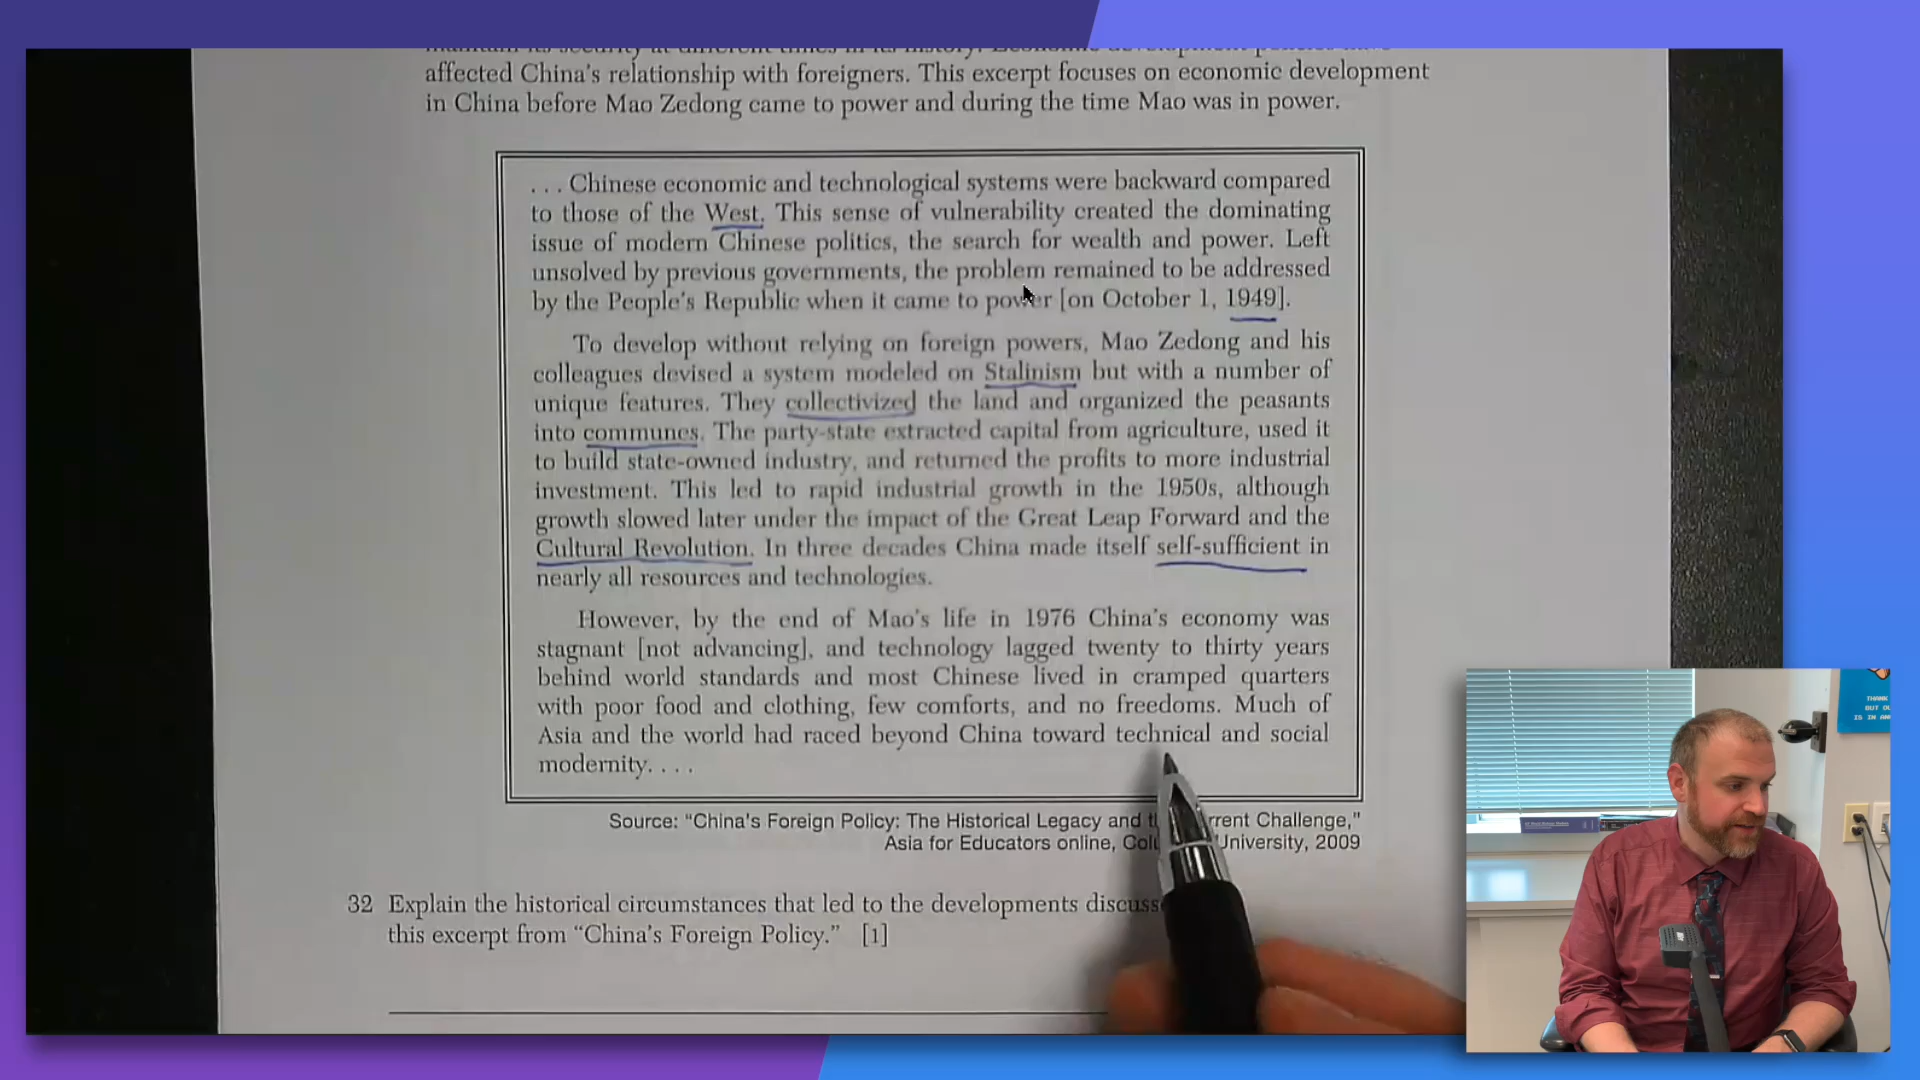 affected China's relationship with foreigners. This excerpt focuses on economic development
in China before Mao Zedong came to power and during the time Mao was in power.
. . . Chinese economic and technological systems were backward compared
to those of the West. This sense of vulnerability created the dominating
issue of modern Chinese politics, the search for wealth and power. Left
unsolved by previous governments, the problem remained to be addressed
by the People's Republic when it came to power [on October 1, 1949].
To develop without relying on foreign powers, Mao Zedong and his
colleagues devised a system modeled on Stalinism but with a number of
unique features. They collectivized the land and organized the peasants
into communes. The party-state extracted capital from agriculture, used it
to build state-owned industry, and returned the profits to more industrial
investment. This led to rapid industrial growth in the 1950s, although
growth slowed later under the impact of the Great Leap Forward and the
Cultural Revolution. In three decades China made itself self-sufficient in
nearly all resources and technologies.
However, by the end of Mao's life in 1976 China's economy was
stagnant [not advancing], and technology lagged twenty to thirty years
behind world standards and most Chinese lived in cramped quarters
with poor food and clothing, few comforts, and no freedoms. Much of
Asia and the world had raced beyond China toward technical and social
modernity. . . .
Source: "China's Foreign Policy: The Historical Legacy and Challenge,"
Asia for Educators online, University, 2009
32 Explain the historical circumstances that led to the developments
this excerpt from "China's Foreign Policy." [1]
THANK
IS IN